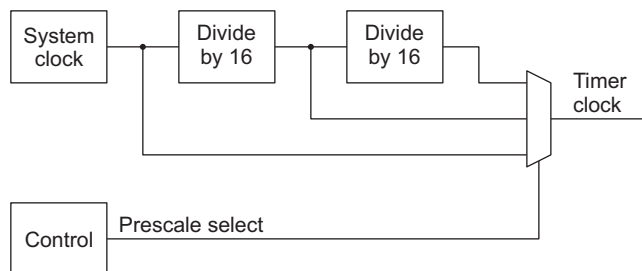 System
clock
Divide
by 16
Divide
by 16
Timer
clock
Control
Prescale select